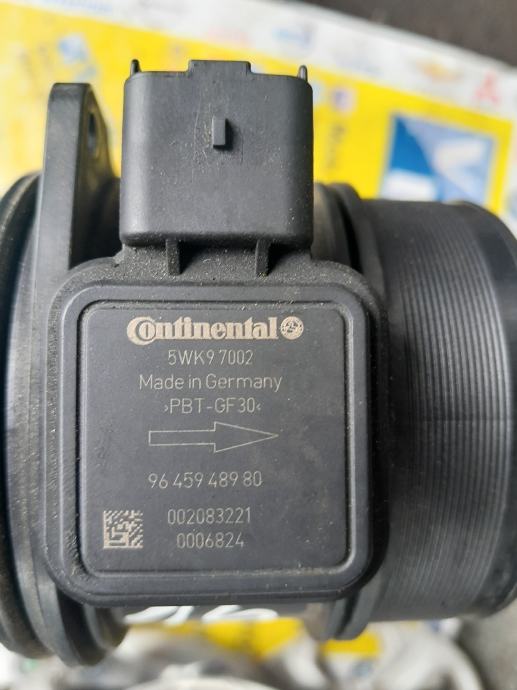 Continental
5WK9 7002
Made in Germany
>PBT-GF30<
96 459 489 80
002083221
0006824